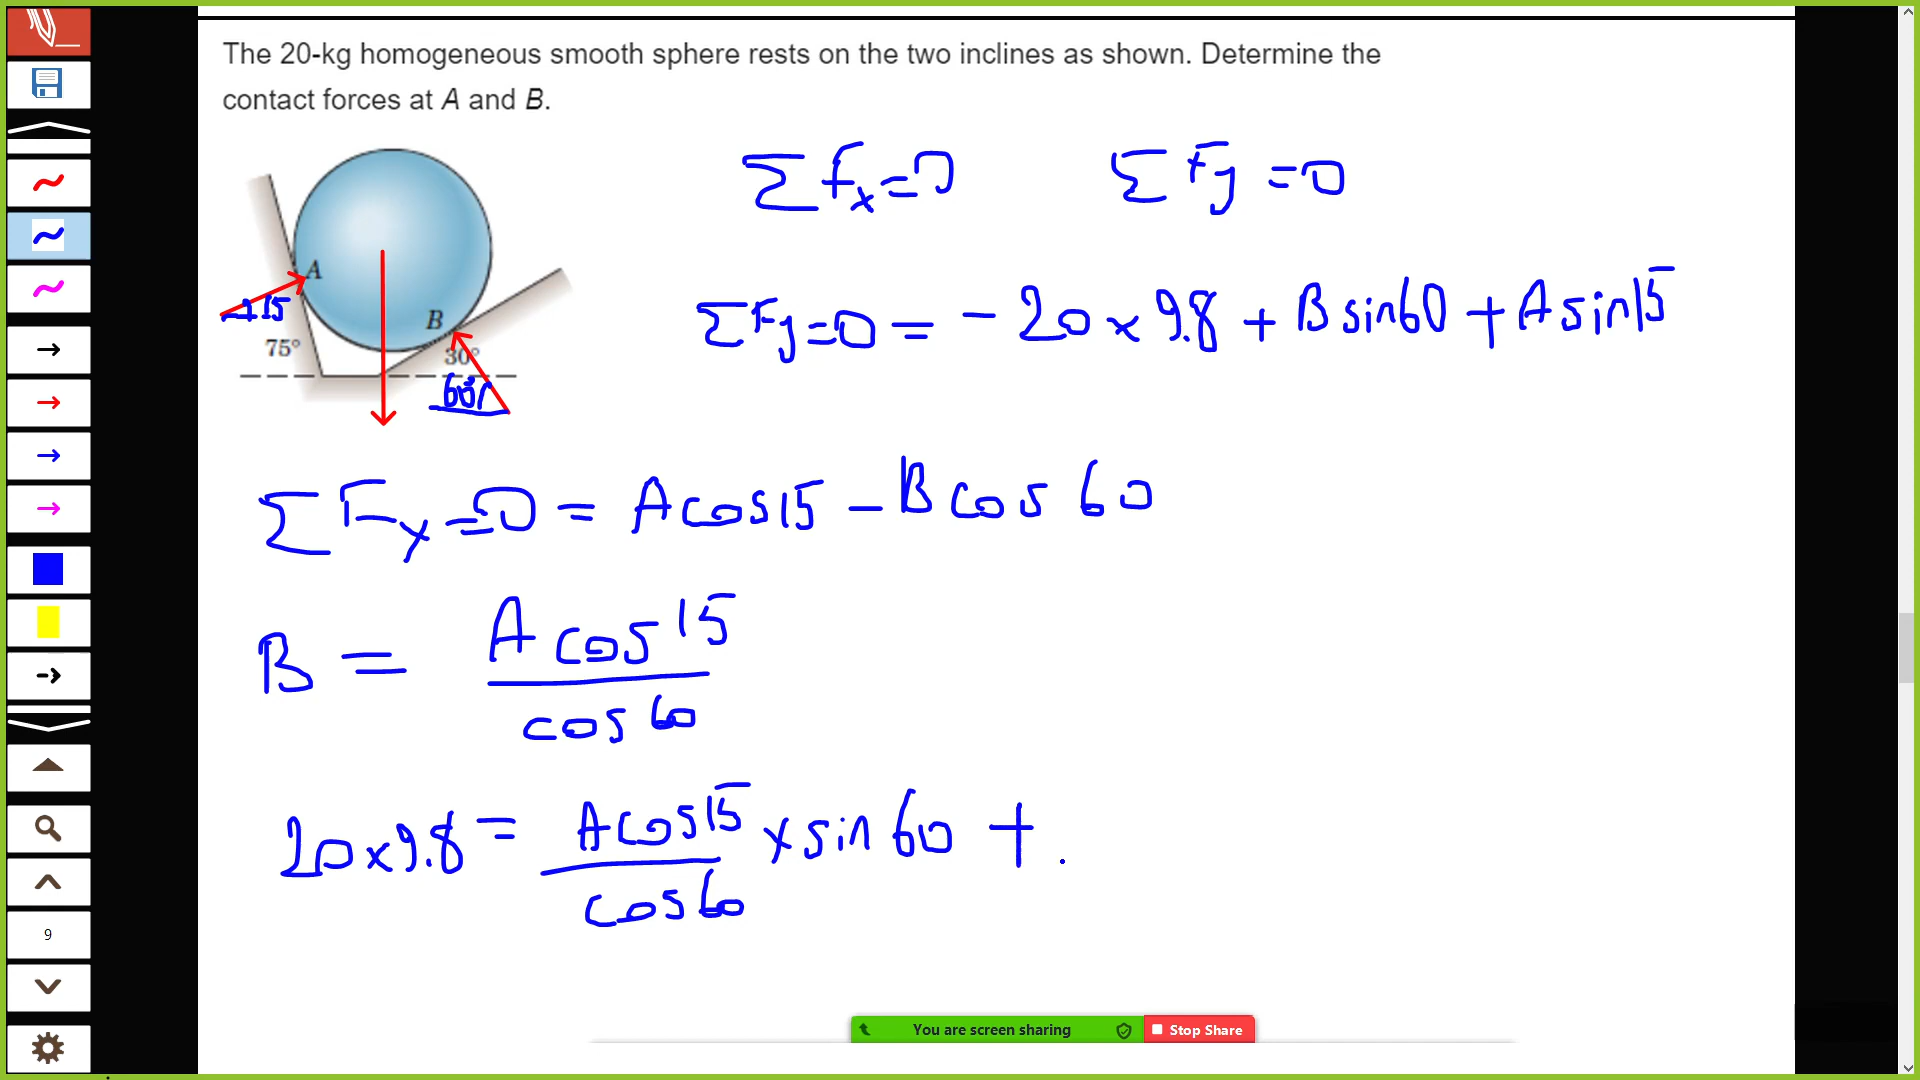 The 20-kg homogeneous smooth sphere rests on the two inclines as shown. Determine the
contact forces at A and B.
ΣFx=0 ΣFy=0
A
15
75°
B
30°
60°
ΣFy=0 = - 20 × 9.8 + B sin60 + A sin15
ΣFx=0 = A cos15 - B cos 60
B = A cos 15
cos 60
20×9.8 = A cos15 × sin 60 + .
cos 60
9
You are screen sharing
Stop Share